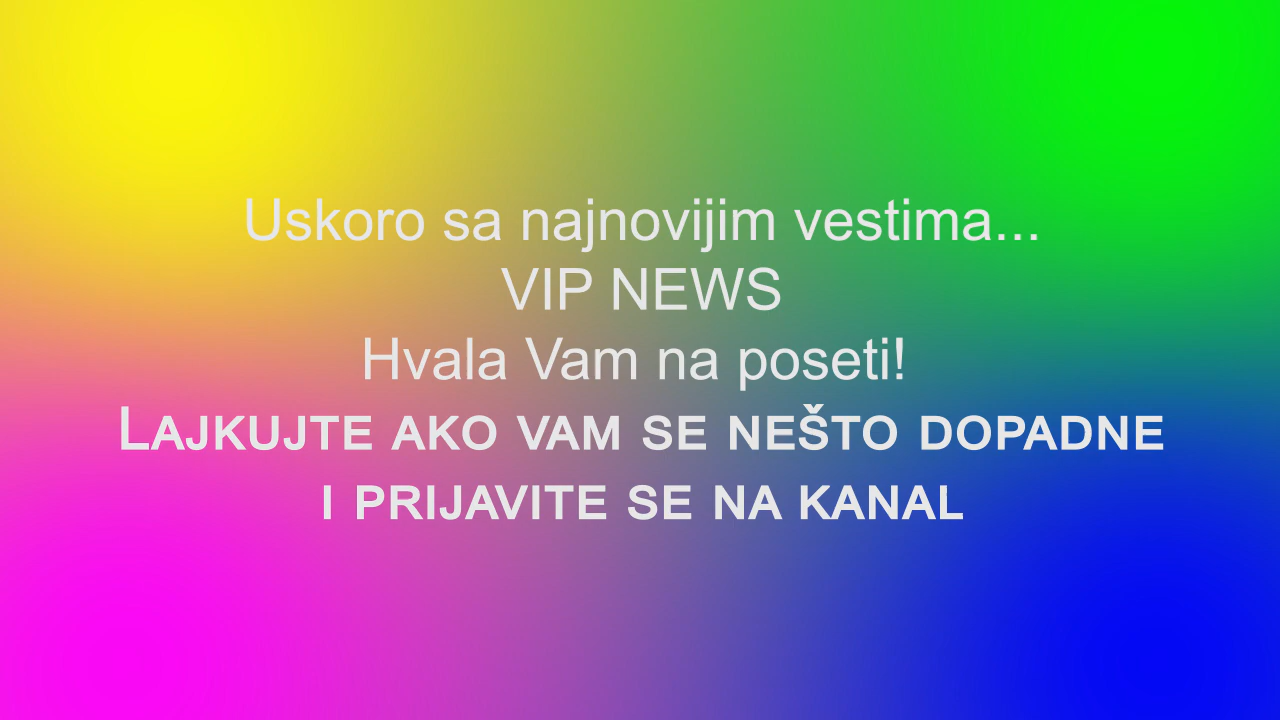 Uskoro sa najnovijim vestima...
VIP NEWS
Hvala Vam na poseti!
LAJKUJTE AKO VAM SE NEŠTO DOPADNE
I PRIJAVITE SE NA KANAL